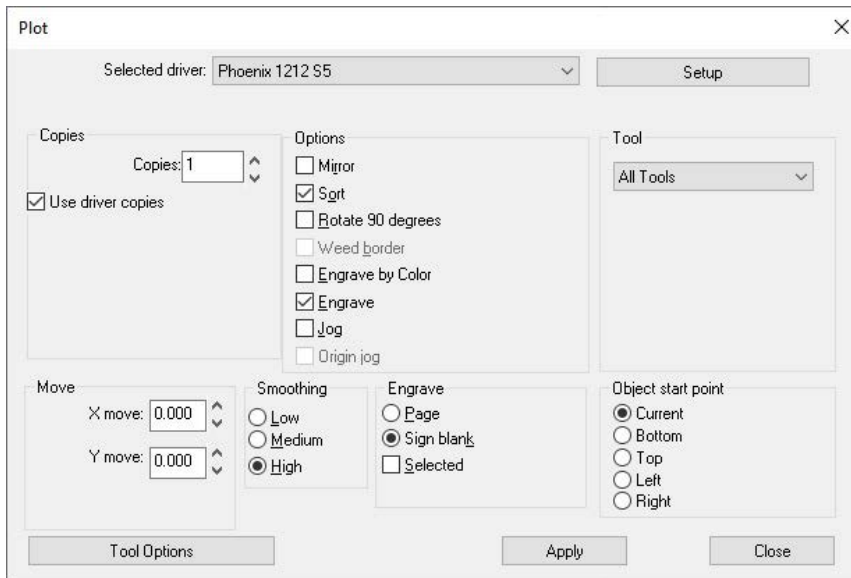 Plot
Selected driver: Phoenix 1212 S5
Setup
Copies
Copies: 1
Use driver copies
Options
Mirror
Sort
Rotate 90 degrees
Weed border
Engrave by Color
Engrave
Jog
Origin jog
Tool
All Tools
Move
X move: 0.000
Y move: 0.000
Smoothing
Low
Medium
High
Engrave
Page
Sign blank
Selected
Object start point
Current
Bottom
Top
Left
Right
Tool Options
Apply
Close